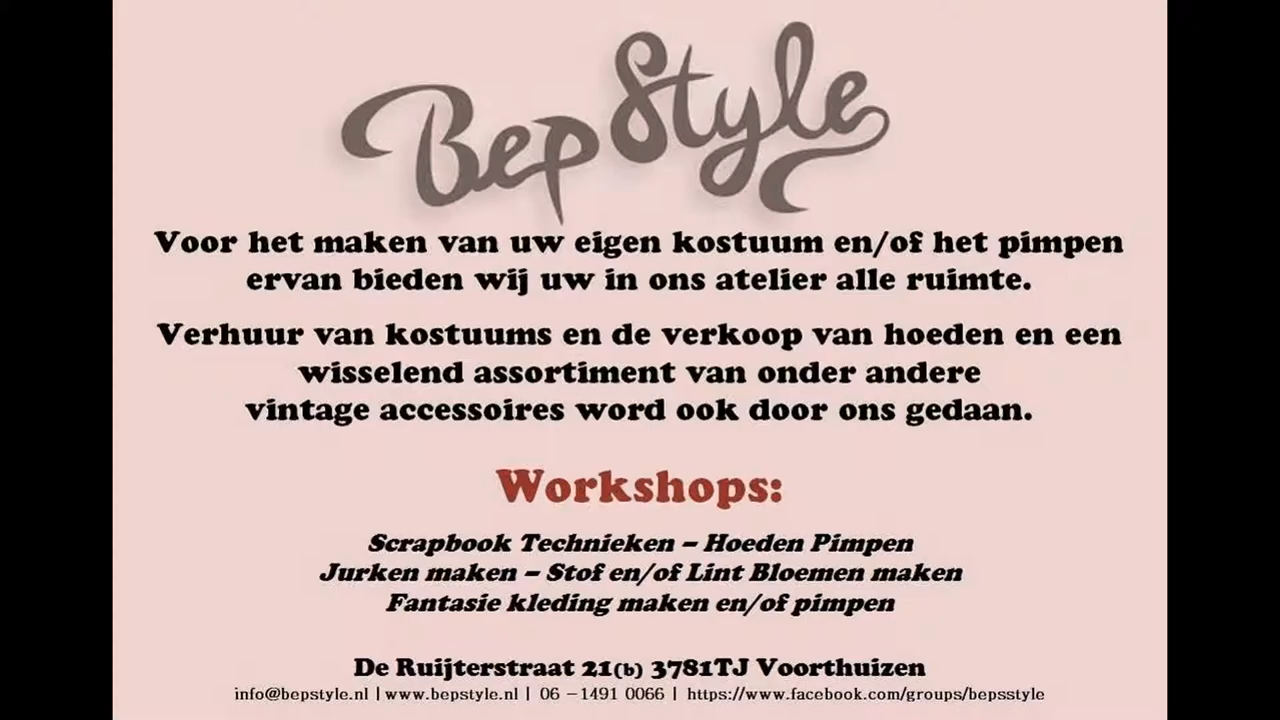 Bep Style
Voor het maken van uw eigen kostuum en/of het pimpen
ervan bieden wij uw in ons atelier alle ruimte.
Verhuur van kostuums en de verkoop van hoeden en een
wisselend assortiment van onder andere
vintage accessoires word ook door ons gedaan.
Workshops:
Scrapbook Technieken – Hoeden Pimpen
Jurken maken – Stof en/of Lint Bloemen maken
Fantasie kleding maken en/of pimpen
De Ruijterstraat 21(b) 3781TJ Voorthuizen
info@bepstyle.nl | www.bepstyle.nl | 06 –1491 0066 | https://www.facebook.com/groups/bepsstyle